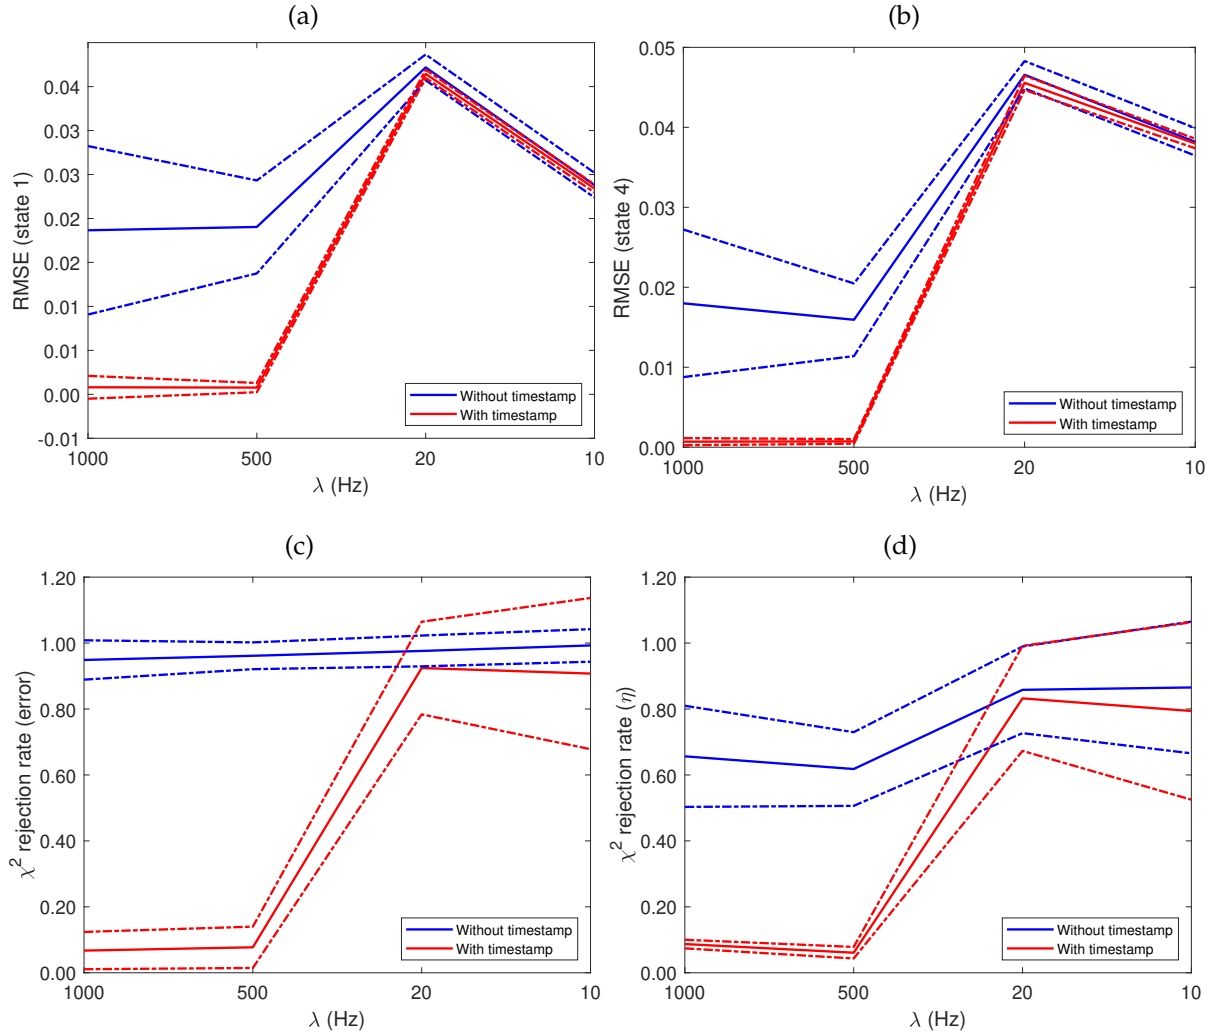 (a)
0.04
0.03
0.03
0.02
0.02
0.01
0.01
0.00
-0.01
RMSE (state 1)
1000
500
20
10
λ (Hz)
Without timestamp
With timestamp
(b)
0.05
0.04
0.03
0.02
0.01
0.00
RMSE (state 4)
1000
500
20
10
λ (Hz)
Without timestamp
With timestamp
(c)
1.20
1.00
0.80
0.60
0.40
0.20
0.00
χ² rejection rate (error)
1000
500
20
10
λ (Hz)
Without timestamp
With timestamp
(d)
1.20
1.00
0.80
0.60
0.40
0.20
0.00
χ² rejection rate (η)
1000
500
20
10
λ (Hz)
Without timestamp
With timestamp